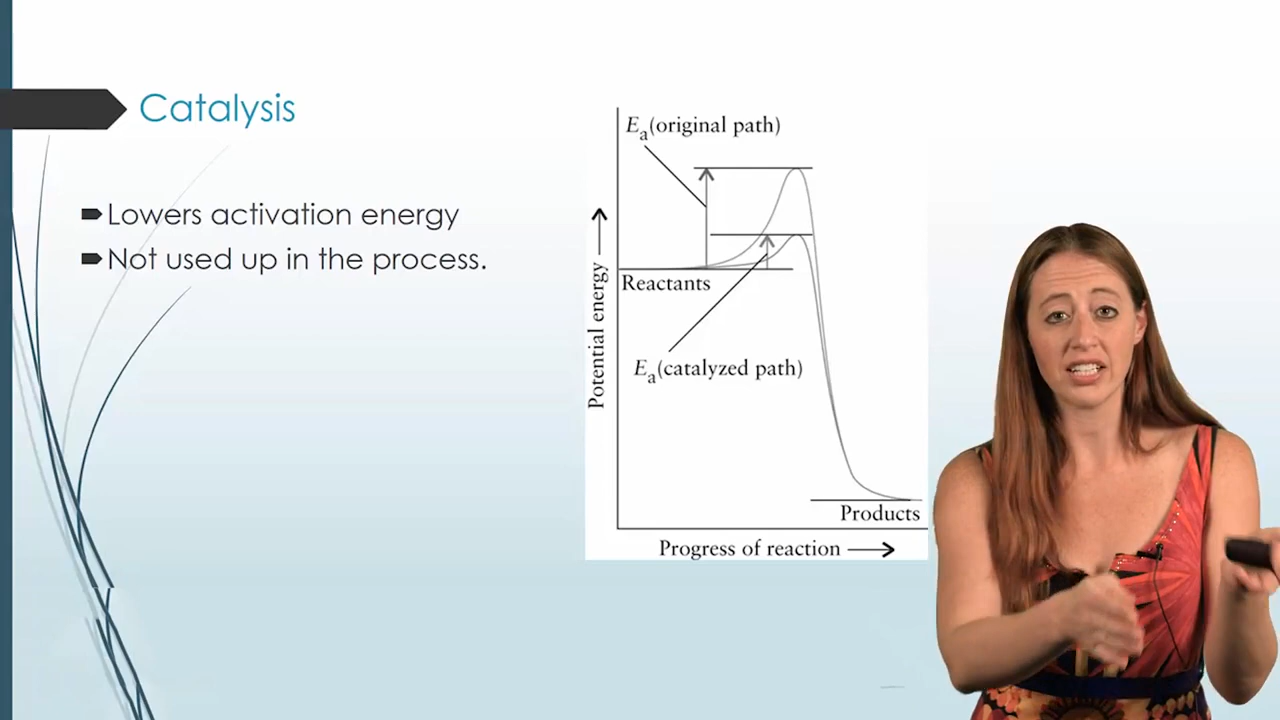 Catalysis
Lowers activation energy
Not used up in the process.
Ea(original path)
Reactants
Ea(catalyzed path)
Potential energy
Products
Progress of reaction